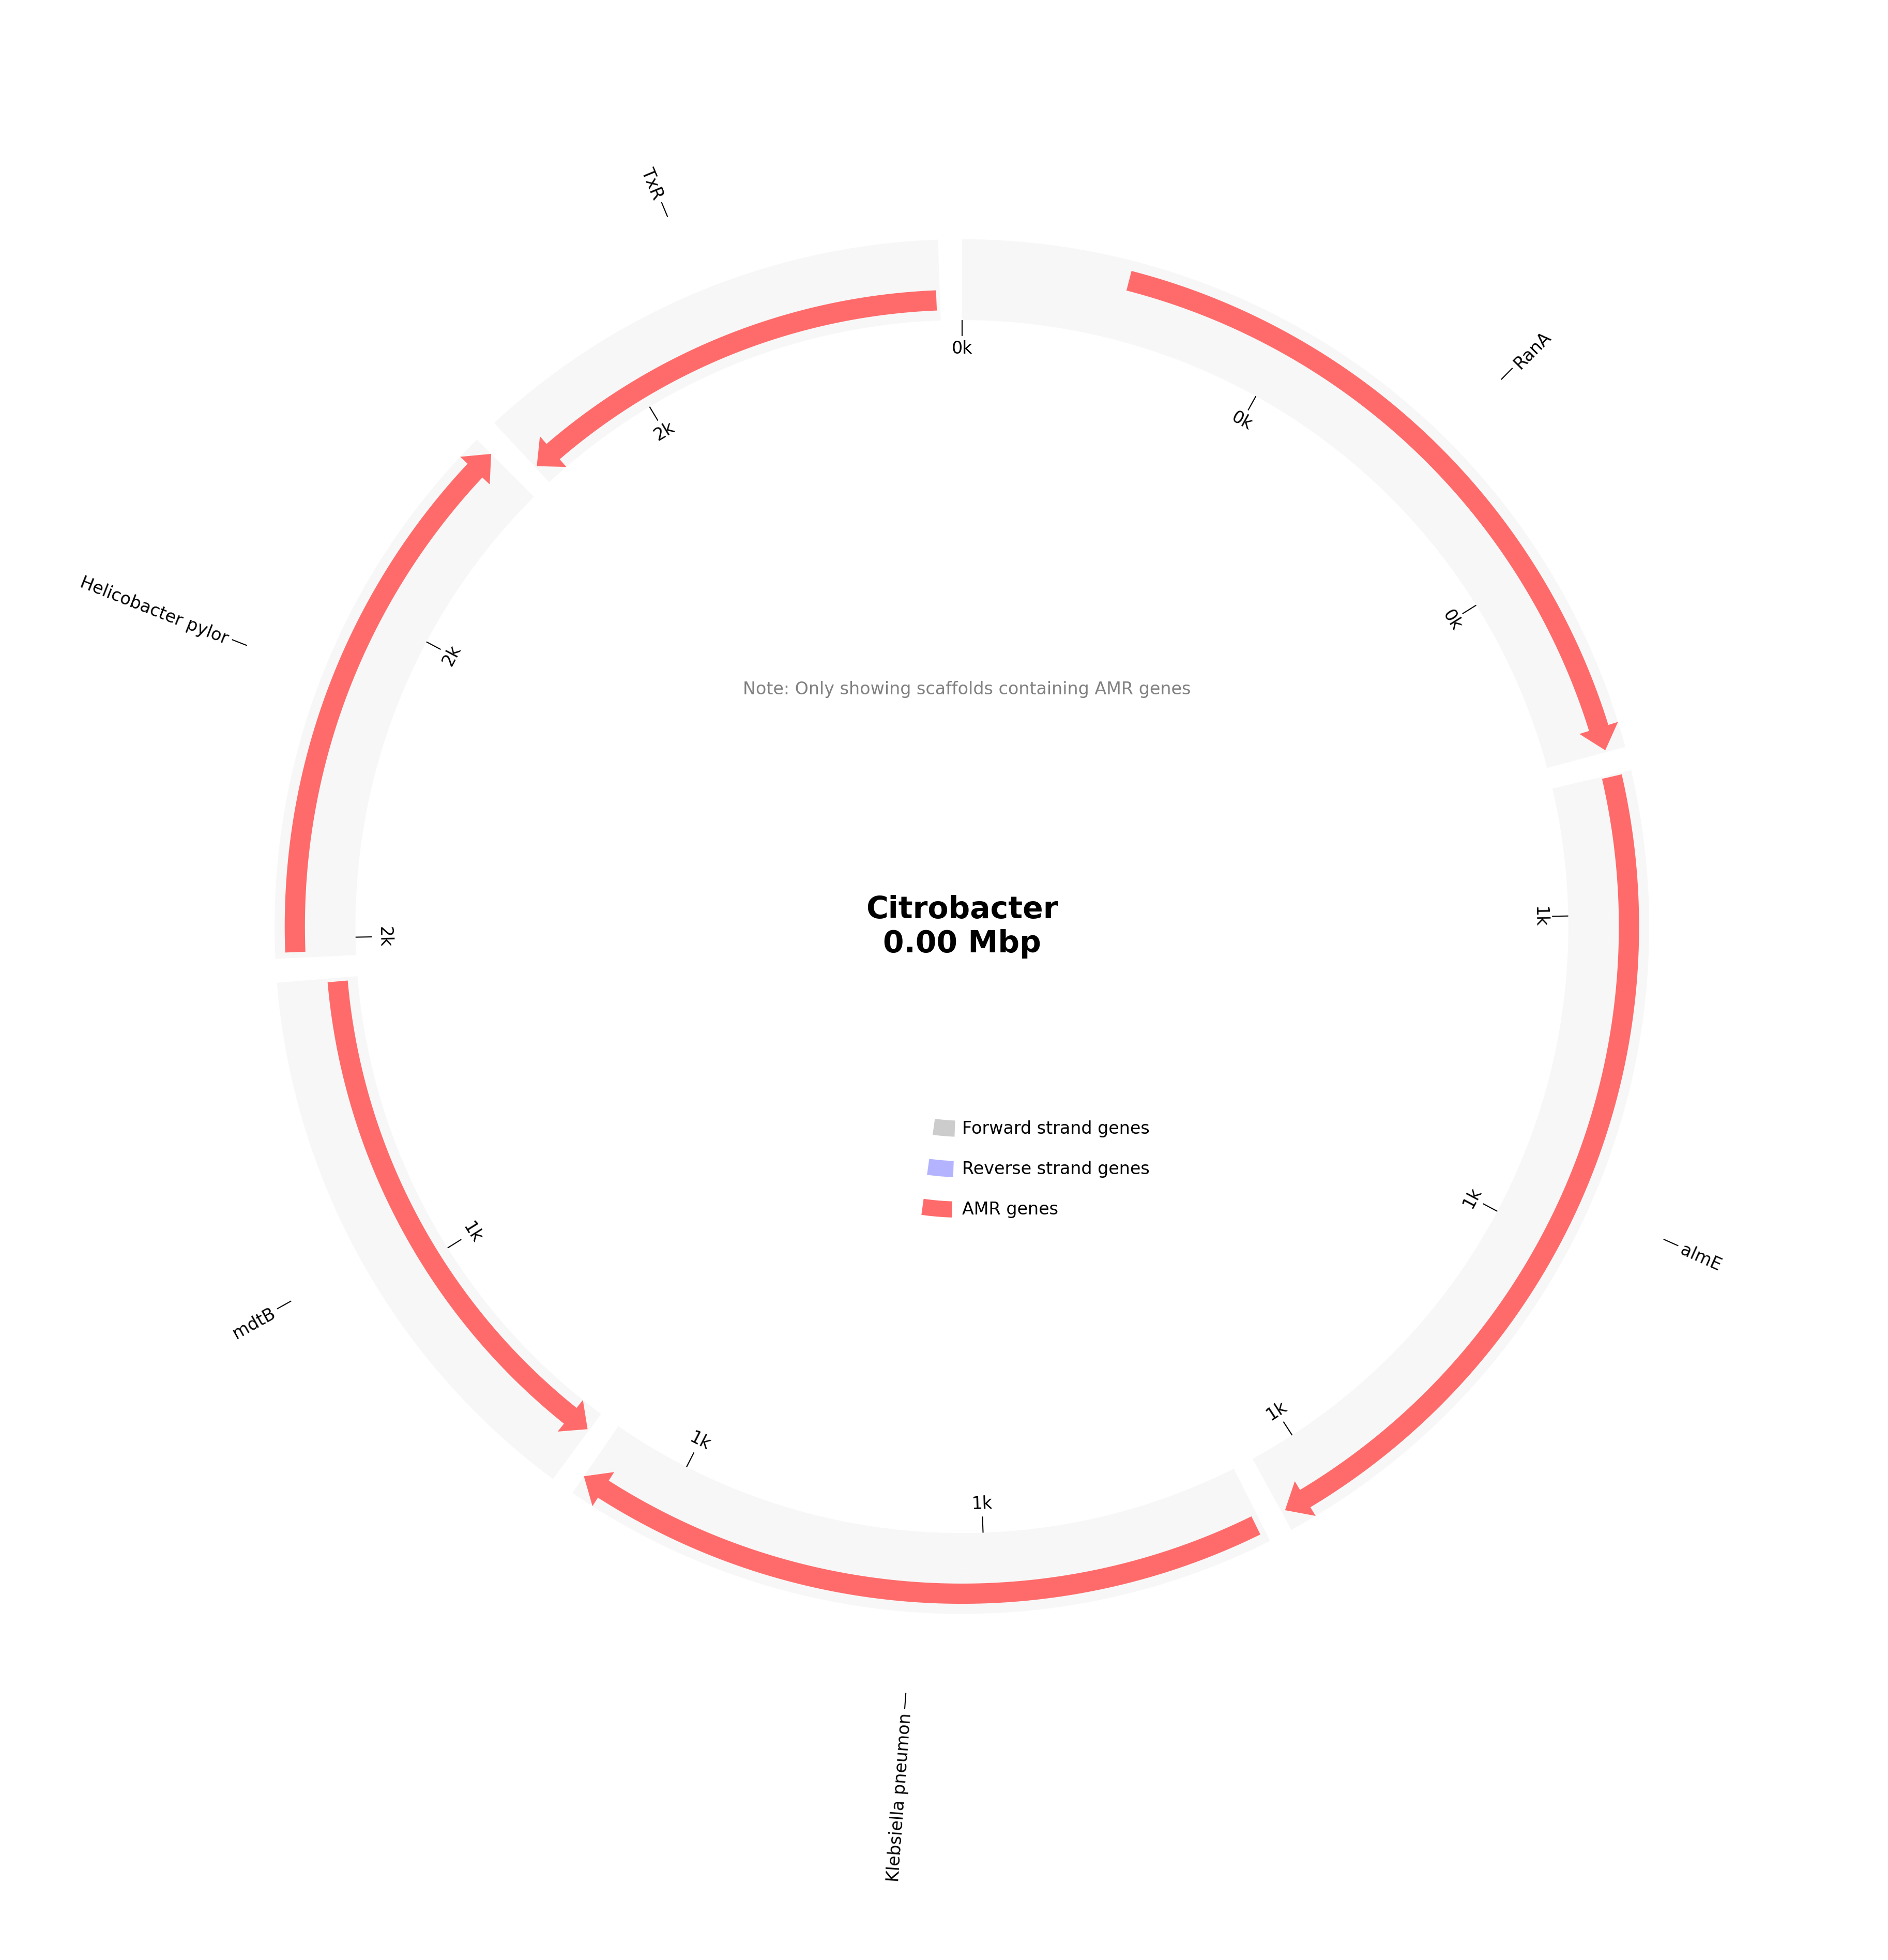 TxR
RanA
0k
0k
2k
0k
Helicobacter pylor
2k
Note: Only showing scaffolds containing AMR genes
1k
Citrobacter
0.00 Mbp
2k
Forward strand genes
Reverse strand genes
AMR genes
1k
1k
almE
mdtB
1k
1k
1k
Klebsiella pneumon